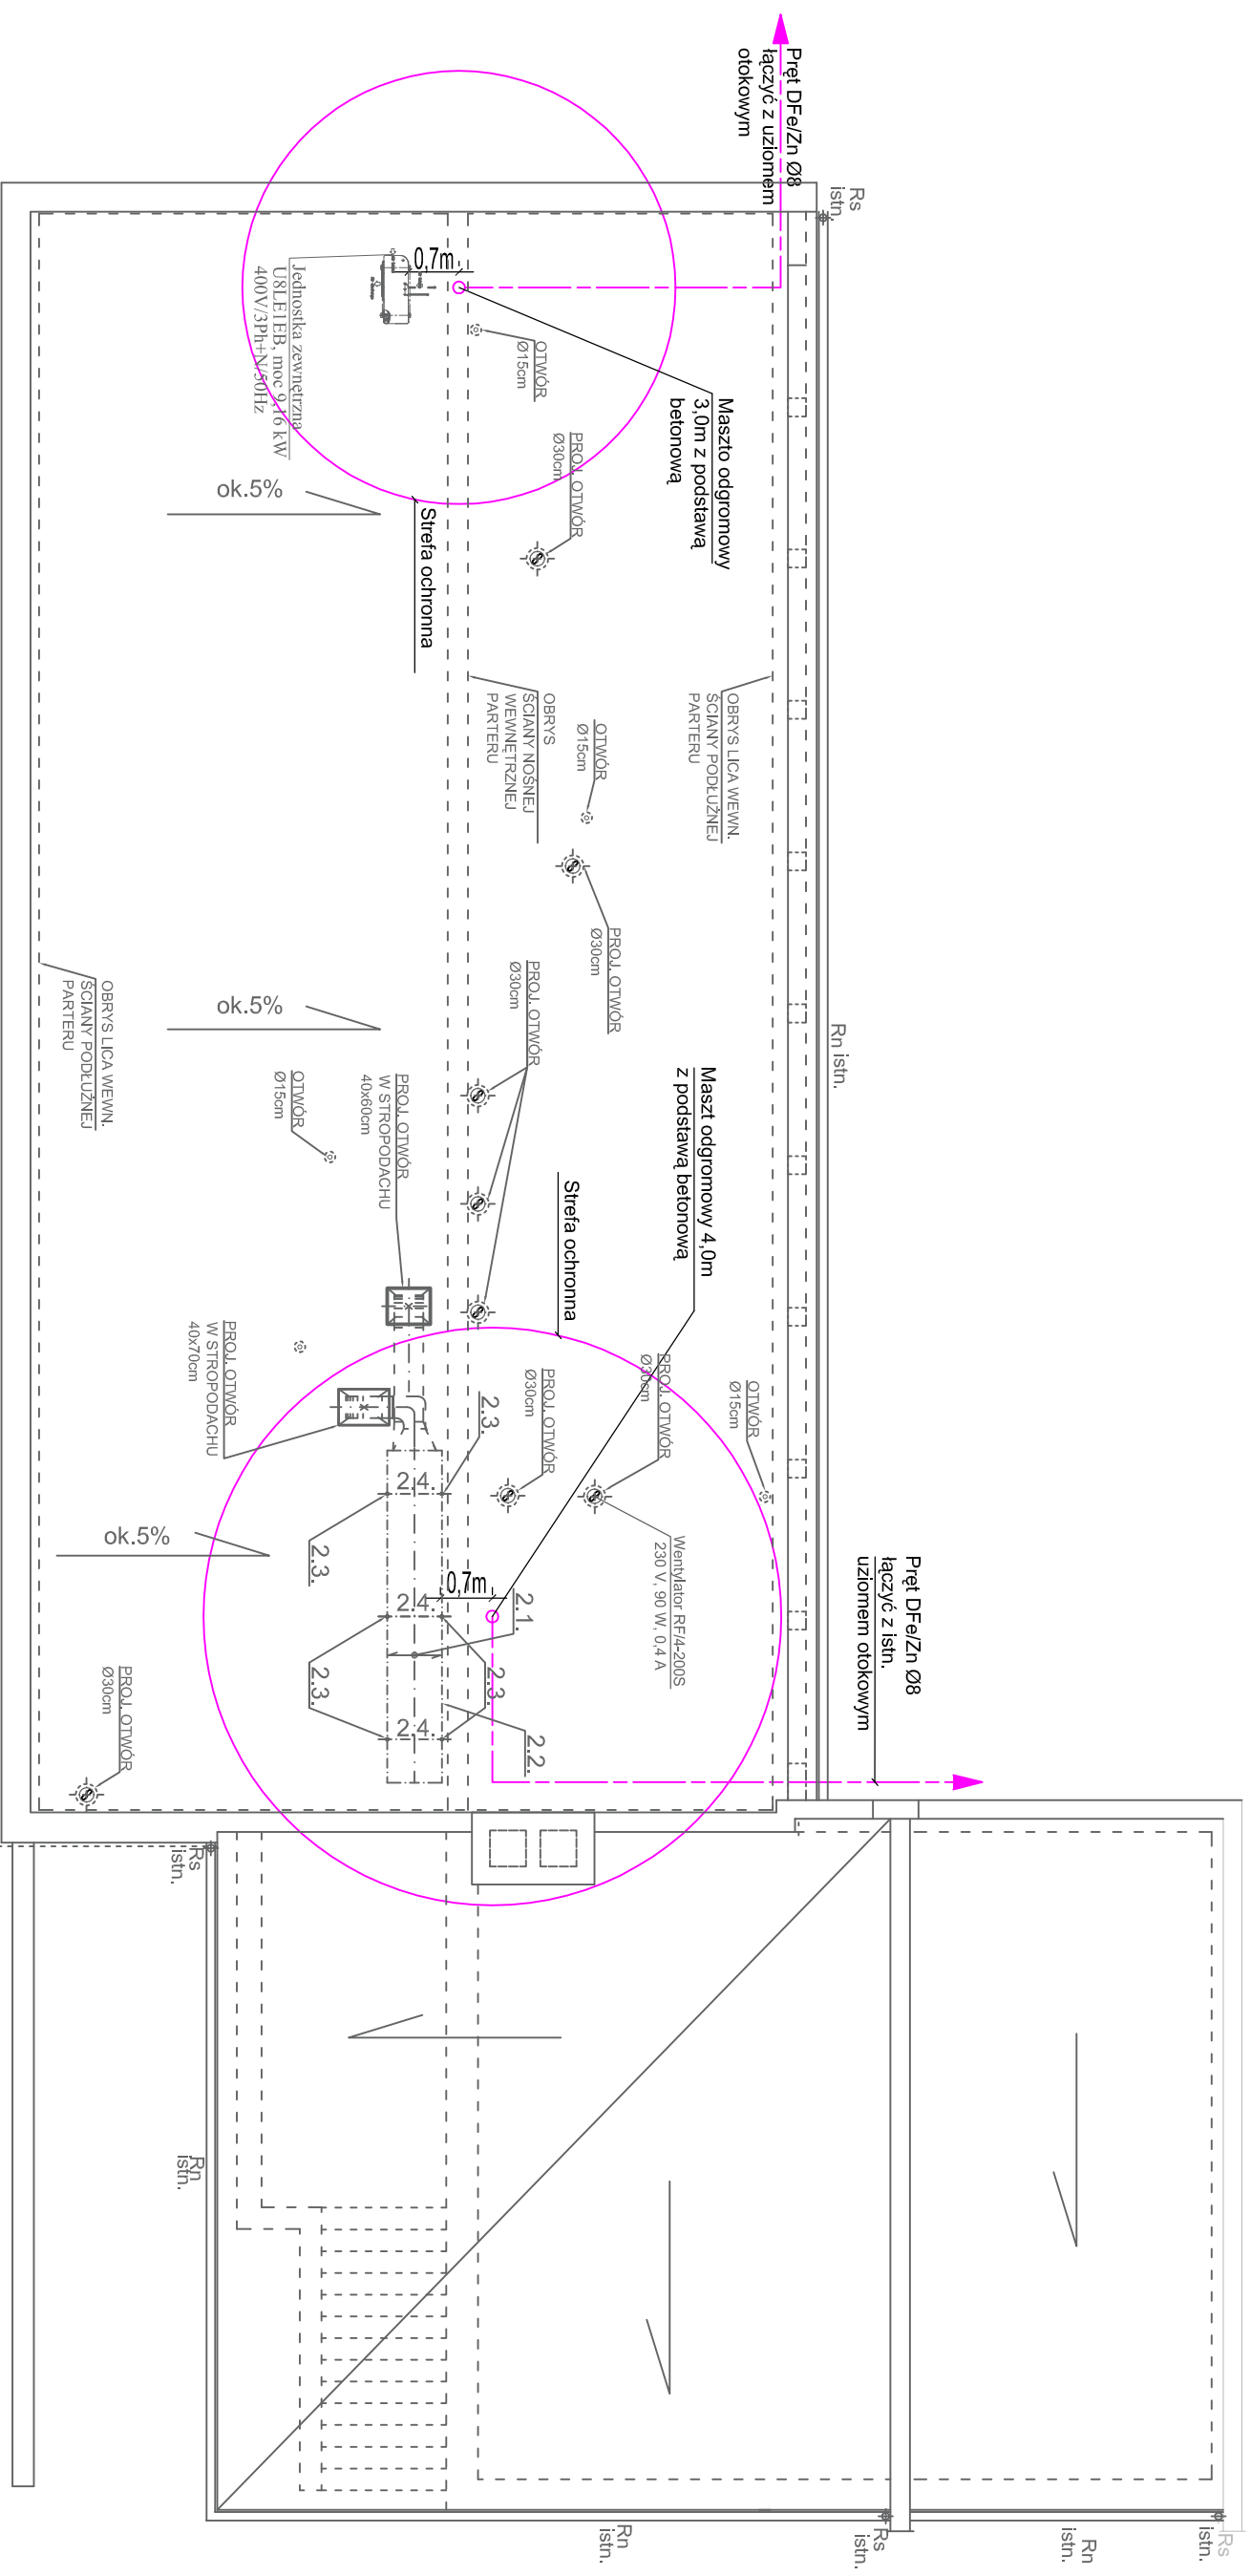 Pręt DFe/Zn Ø8
łączyć z uziomem
otokowym
Rs
istn.
0,7m
Jednostka zewnętrzna
U8LE1EB, moc 9,16 kW
400V/3Ph+N/50Hz
OTWÓR
Ø15cm
Maszto odgromowy
3,0m z podstawą
betonową
PROJ. OTWÓR
Ø30cm
ok.5%
Strefa ochronna
OBRYS LICA WEWN.
ŚCIANY PODŁUŻNEJ
PARTERU
OBRYS
ŚCIANY NOŚNEJ
WEWNĘTRZNEJ
PARTERU
OTWÓR
Ø15cm
PROJ. OTWÓR
Ø30cm
PROJ. OTWÓR
Ø30cm
OBRYS LICA WEWN.
ŚCIANY PODŁUŻNEJ
PARTERU
ok.5%
Rn istn.
OTWÓR
Ø15cm
PROJ. OTWÓR
W STROPODACHU
40x60cm
Maszt odgromowy 4,0m
z podstawą betonową
Strefa ochronna
PROJ. OTWÓR
W STROPODACHU
40x70cm
PROJ. OTWÓR
Ø30cm
PROJ. OTWÓR
Ø30cm
OTWÓR
Ø15cm
2.3.
2.4.
2.3.
ok.5%
Wentylator RF/4-200S
230 V, 90 W, 0,4 A
Pręt DFe/Zn Ø8
łączyć z istn.
uziomem otokowym
0,7m
2.1.
2.4.
2.3.
2.3.
2.4.
2.2.
PROJ. OTWÓR
Ø30cm
Rs
istn.
Rn
istn.
Rn
istn.
Rs
istn.
Rn
istn.
Rs
istn.